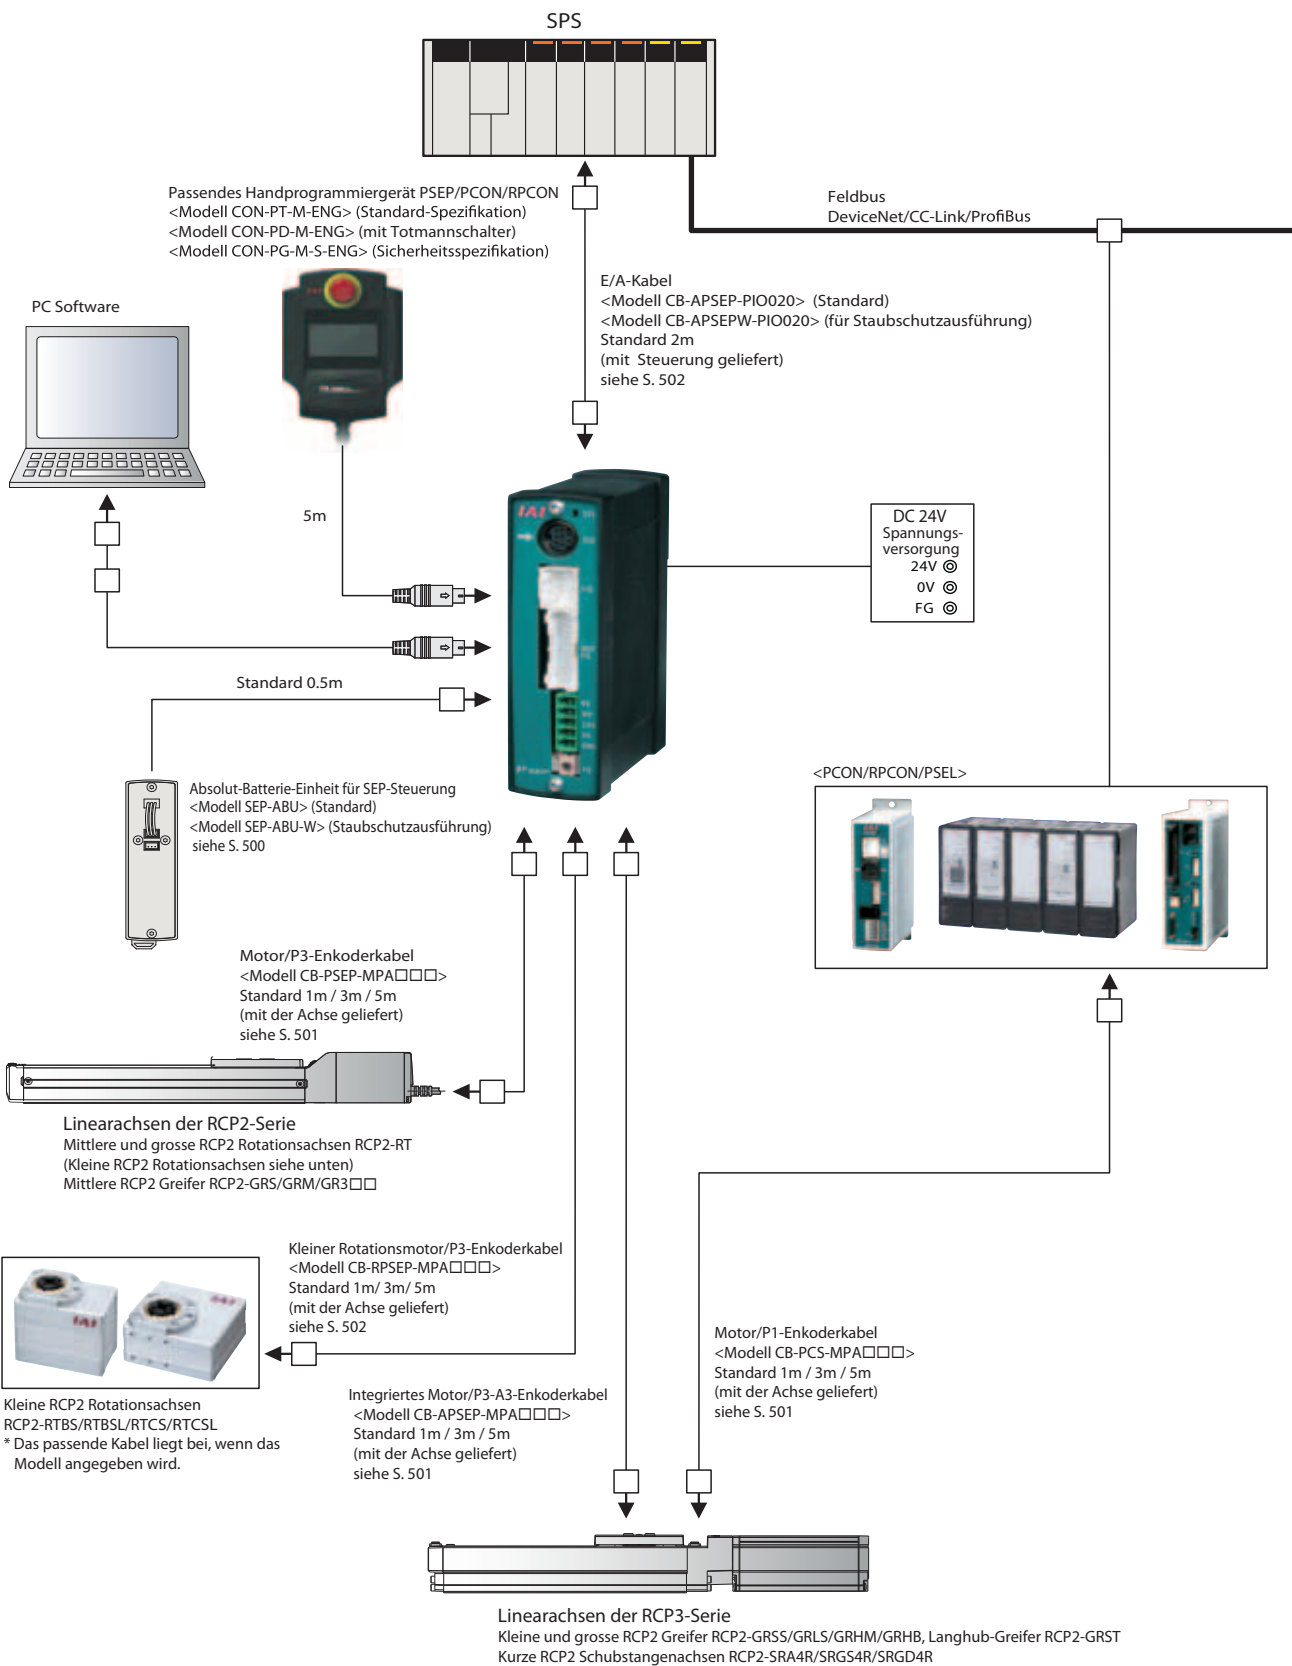 SPS
Passendes Handprogrammiergerät PSEP/PCON/RPCON
<Modell CON-PT-M-ENG> (Standard-Spezifikation)
<Modell CON-PD-M-ENG> (mit Totmannschalter)
<Modell CON-PG-M-S-ENG> (Sicherheitsspezifikation)
Feldbus
DeviceNet/CC-Link/ProfiBus
E/A-Kabel
<Modell CB-APSEP-PIO020> (Standard)
<Modell CB-APSEPW-PIO020> (für Staubschutzausführung)
Standard 2m
(mit Steuerung geliefert)
siehe S. 502
PC Software
5m
IAI
DC 24V
Spannungs-
versorgung
24V
0V
FG
Standard 0.5m
Absolut-Batterie-Einheit für SEP-Steuerung
<Modell SEP-ABU> (Standard)
<Modell SEP-ABU-W> (Staubschutzausführung)
siehe S. 500
<PCON/RPCON/PSEL>
Motor/P3-Enkoderkabel
<Modell CB-PSEP-MPA□□□>
Standard 1m / 3m / 5m
(mit der Achse geliefert)
siehe S. 501
Linearachsen der RCP2-Serie
Mittlere und grosse RCP2 Rotationsachsen RCP2-RT
(Kleine RCP2 Rotationsachsen siehe unten)
Mittlere RCP2 Greifer RCP2-GRS/GRM/GR3□□
Kleiner Rotationsmotor/P3-Enkoderkabel
<Modell CB-RPSEP-MPA□□□>
Standard 1m/ 3m/ 5m
(mit der Achse geliefert)
siehe S. 502
IAI
IAI
Kleine RCP2 Rotationsachsen
RCP2-RTBS/RTBSL/RTCS/RTCSL
* Das passende Kabel liegt bei, wenn das
Modell angegeben wird.
Integriertes Motor/P3-A3-Enkoderkabel
<Modell CB-APSEP-MPA□□□>
Standard 1m / 3m / 5m
(mit der Achse geliefert)
siehe S. 501
Motor/P1-Enkoderkabel
<Modell CB-PCS-MPA□□□>
Standard 1m / 3m / 5m
(mit der Achse geliefert)
siehe S. 501
Linearachsen der RCP3-Serie
Kleine und grosse RCP2 Greifer RCP2-GRSS/GRLS/GRHM/GRHB, Langhub-Greifer RCP2-GRST
Kurze RCP2 Schubstangenachsen RCP2-SRA4R/SRGS4R/SRGD4R